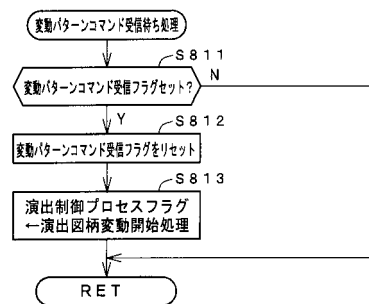 変動パターンコマンド受信待ち処理
S811
変動パターンコマンド受信フラグセット?
N
Y
S812
変動パターンコマンド受信フラグをリセット
S813
演出制御プロセスフラグ
←演出図柄変動開始処理
RET